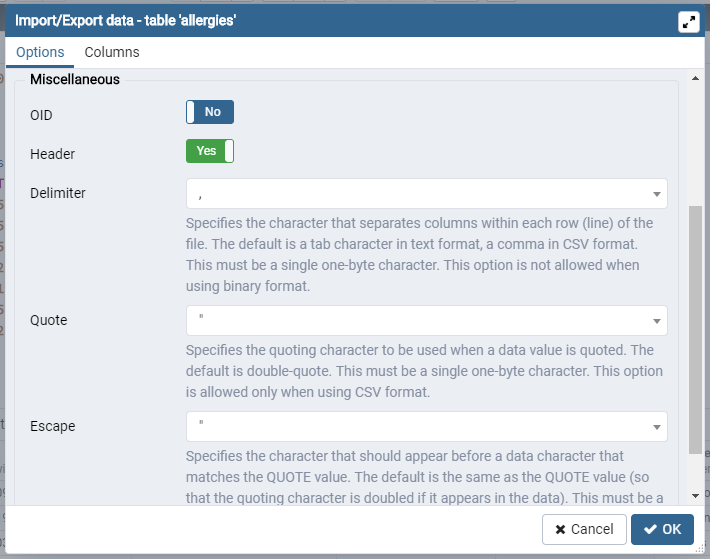 Import/Export data - table 'allergies'
Options Columns
Miscellaneous
OID No
Header Yes
Delimiter ,
Specifies the character that separates columns within each row (line) of the
file. The default is a tab character in text format, a comma in CSV format.
This must be a single one-byte character. This option is not allowed when
using binary format.
Quote "
Specifies the quoting character to be used when a data value is quoted. The
default is double-quote. This must be a single one-byte character. This option
is allowed only when using CSV format.
Escape "
Specifies the character that should appear before a data character that
matches the QUOTE value. The default is the same as the QUOTE value (so
that the quoting character is doubled if it appears in the data). This must be a
Cancel OK